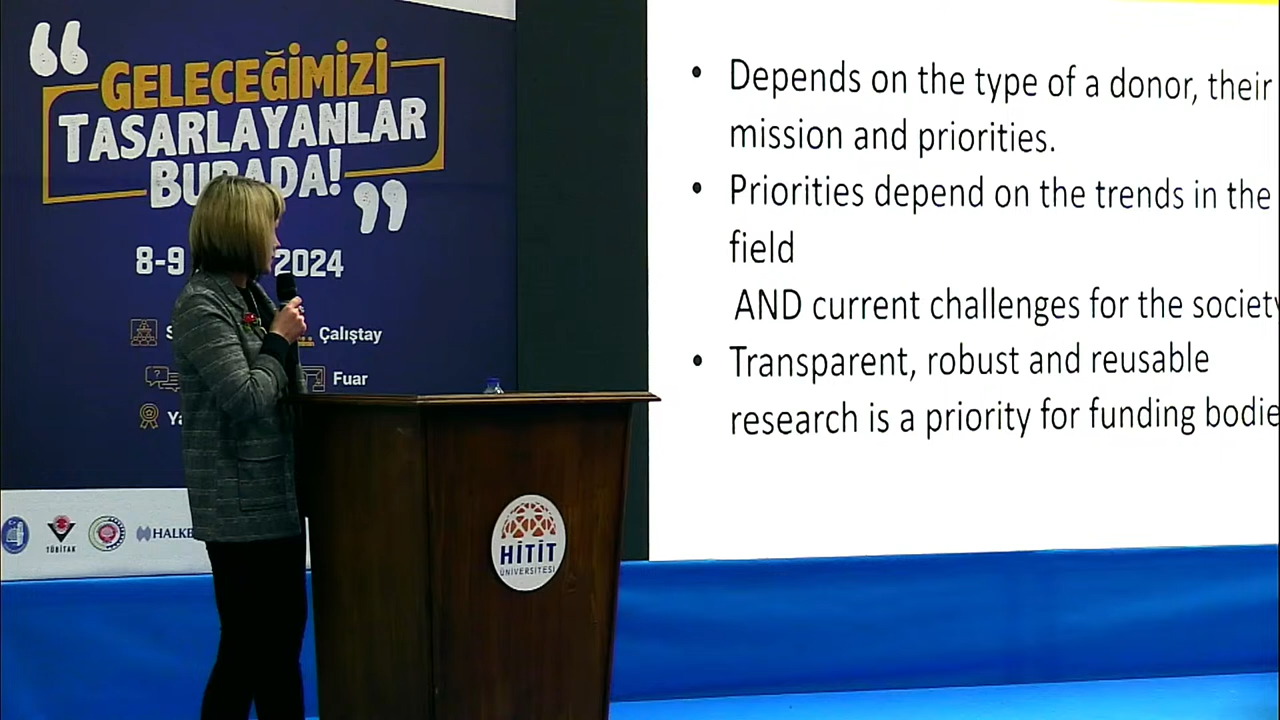 “
GELECEĞİMİZİ
TASARLAYANLAR
BURADA!
”
8-9
2024
Çalıştay
Fuar
TÜBİTAK
HALKB
HİTİT
ÜNİVERSİTESİ
• Depends on the type of a donor, their
mission and priorities.
• Priorities depend on the trends in the
field
AND current challenges for the society
• Transparent, robust and reusable
research is a priority for funding bodie